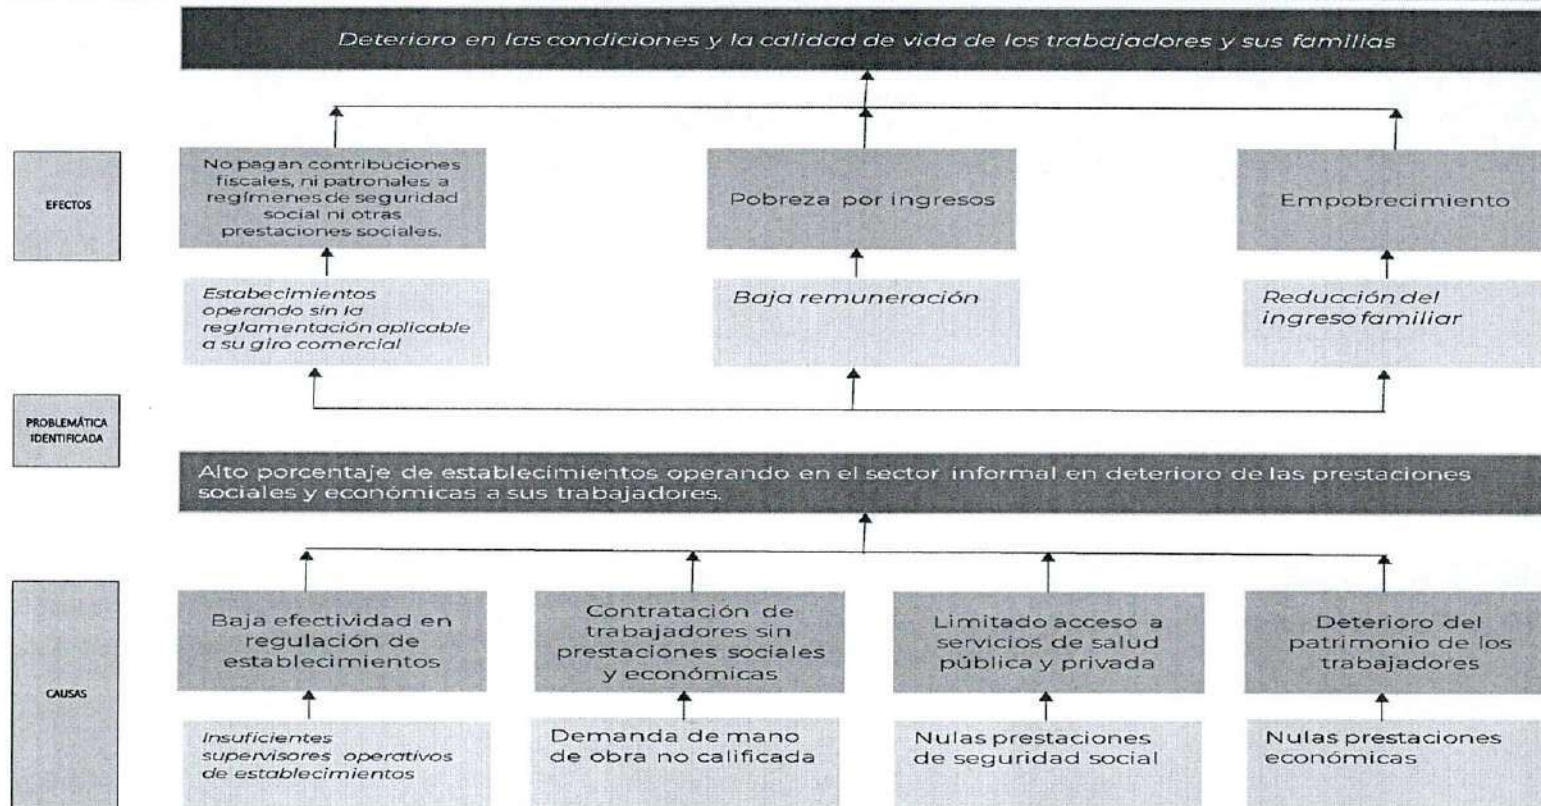 Deterioro en las condiciones y la calidad de vida de los trabajadores y sus familias
EFECTOS
No pagan contribuciones
fiscales, ni patronales a
regímenes de seguridad
social ni otras
prestaciones sociales.
Pobreza por ingresos
Empobrecimiento
Estabecimientos
operando sin la
reglamentación aplicable
a su giro comercial
Baja remuneración
Reducción del
ingreso familiar
PROBLEMÁTICA
IDENTIFICADA
Alto porcentaje de establecimientos operando en el sector informal en deterioro de las prestaciones
sociales y económicas a sus trabajadores.
CAUSAS
Baja efectividad en
regulación de
establecimientos
Contratación de
trabajadores sin
prestaciones sociales
y económicas
Limitado acceso a
servicios de salud
pública y privada
Deterioro del
patrimonio de los
trabajadores
Insuficientes
supervisores operativos
de establecimientos
Demanda de mano
de obra no calificada
Nulas prestaciones
de seguridad social
Nulas prestaciones
económicas